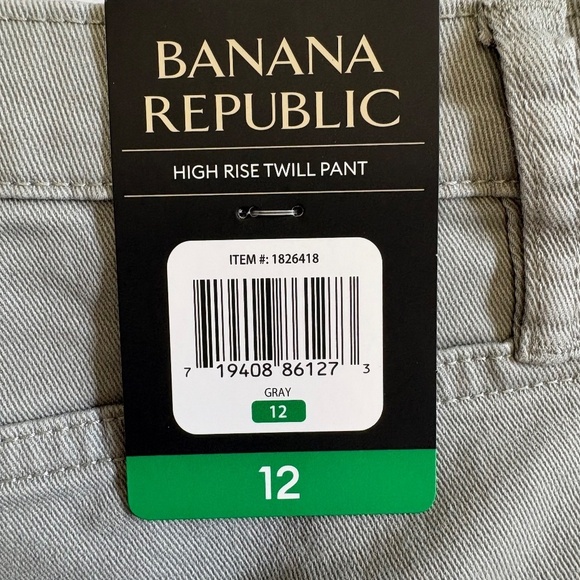 BANANA
REPUBLIC
HIGH RISE TWILL PANT
ITEM #: 1826418
7 19408 86127 3
GRAY
12
12